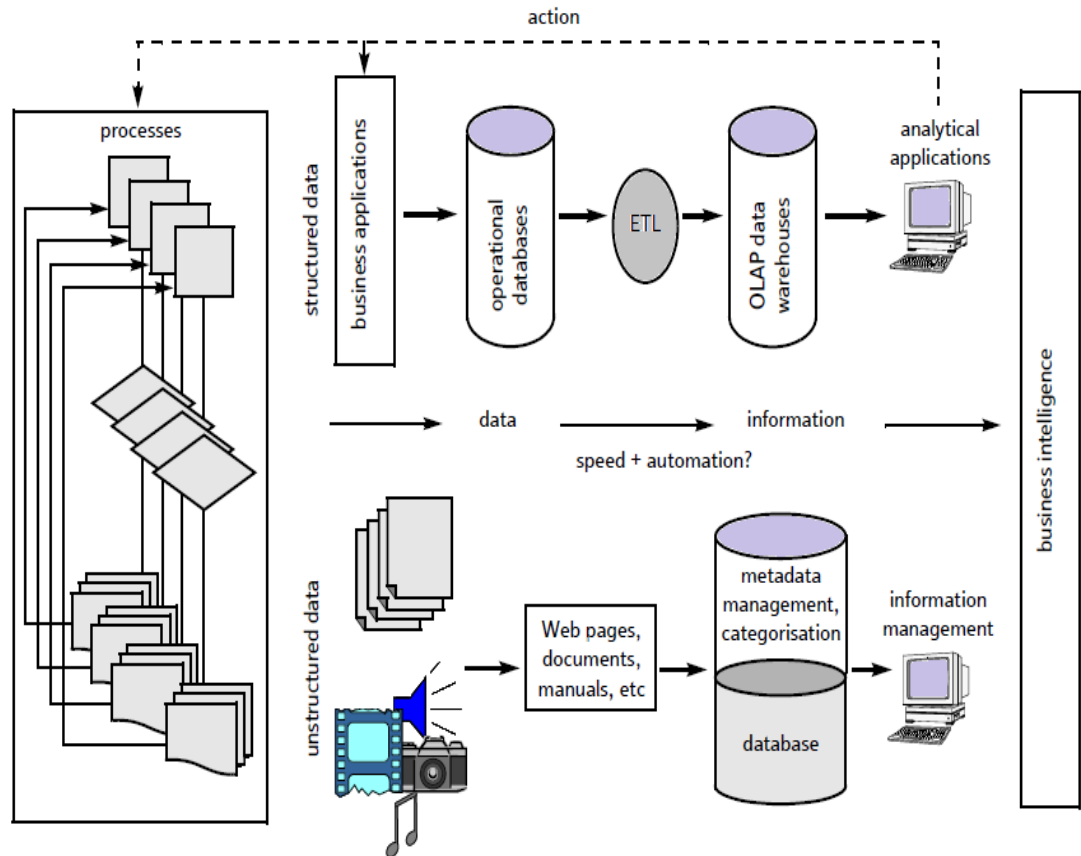 action
processes
structured data
business applications
operational
databases
ETL
OLAP data
warehouses
analytical
applications
data
information
speed + automation?
business intelligence
unstructured data
Web pages,
documents,
manuals, etc
metadata
management,
categorisation
database
information
management